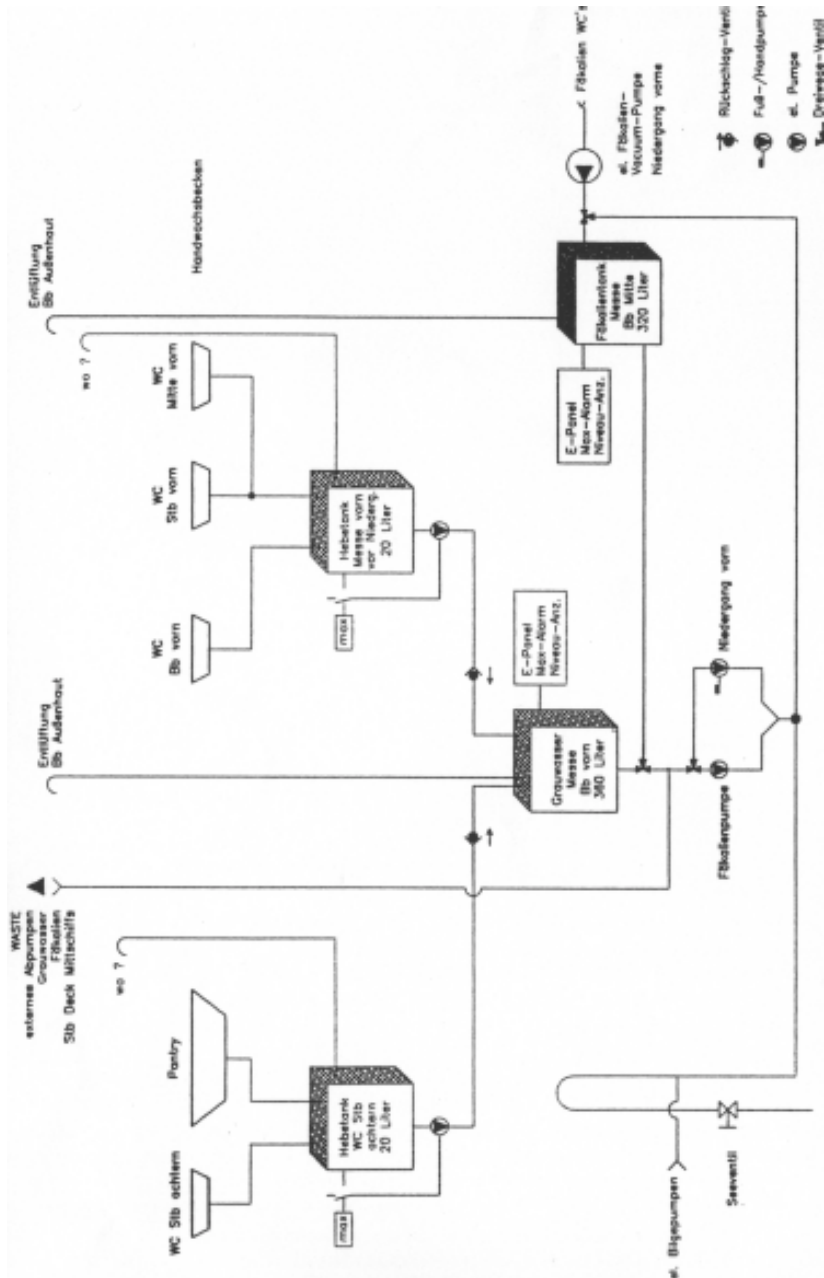 WASTE
externes Abpumpen
Grauwasser
Fäkalien
Stb Deck Mittschiffs
Entlüftung
Bb Außenhaut
Entlüftung
Bb Außenhaut
wo ?
wo ?
Handwachsbecken
WC Stb achtern
Pantry
WC
Bb vorn
WC
Stb vorn
WC
Mitte vorn
max
Hebetank
WC Stb
achtern
20 Liter
max
Hebetank
Messe vorn
vor Niederg.
20 Liter
Grauwasser
Messe
Bb vorn
360 Liter
E-Panel
Max-Alarm
Niveau-Anz.
E-Panel
Max-Alarm
Niveau-Anz.
Fäkalientank
Messe
Bb Mitte
320 Liter
el. Fäkalien-
Vacuum-Pumpe
Niedergang vorne
Fäkalien WC's
el. Bilgepumpen
Seeventil
Fäkalienpumpe
Niedergang vorn
Rückschlag-Ventil
Fuß-/Handpumpe
el. Pumpe
Dreiwege-Ventil